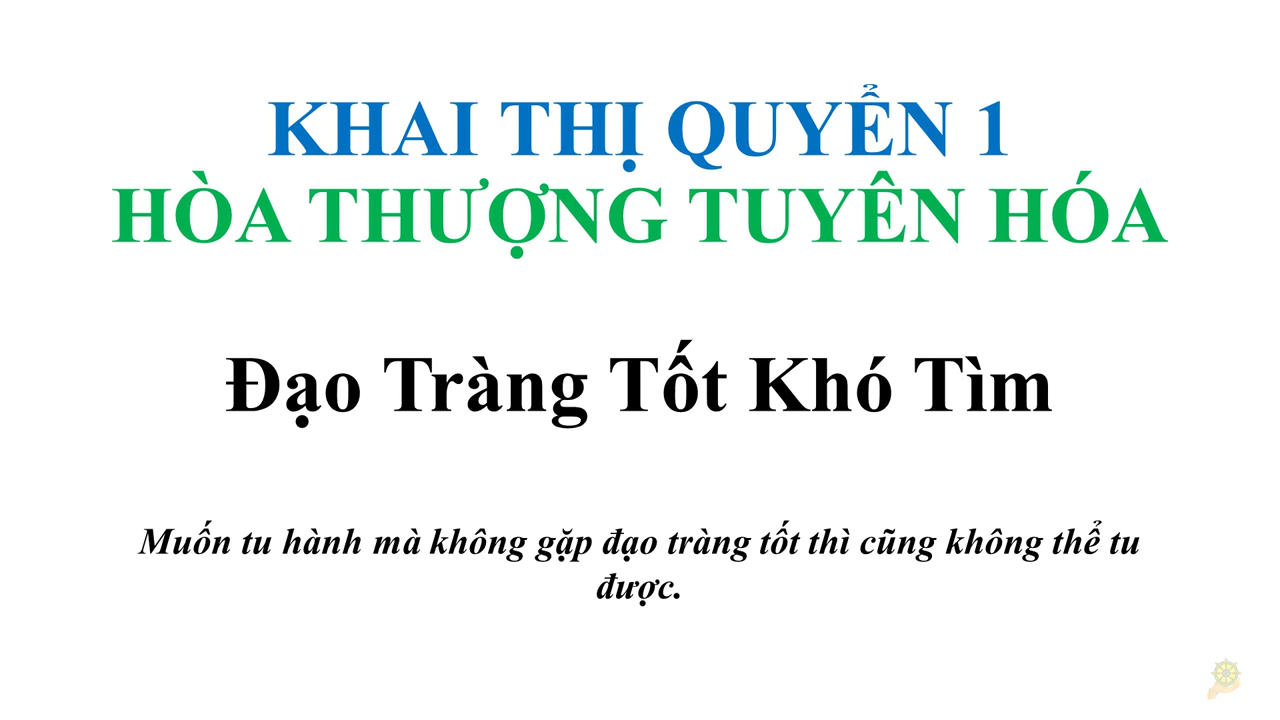 KHAI THỊ QUYỂN 1
HÒA THƯỢNG TUYÊN HÓA
Đạo Tràng Tốt Khó Tìm
Muốn tu hành mà không gặp đạo tràng tốt thì cũng không thể tu
được.